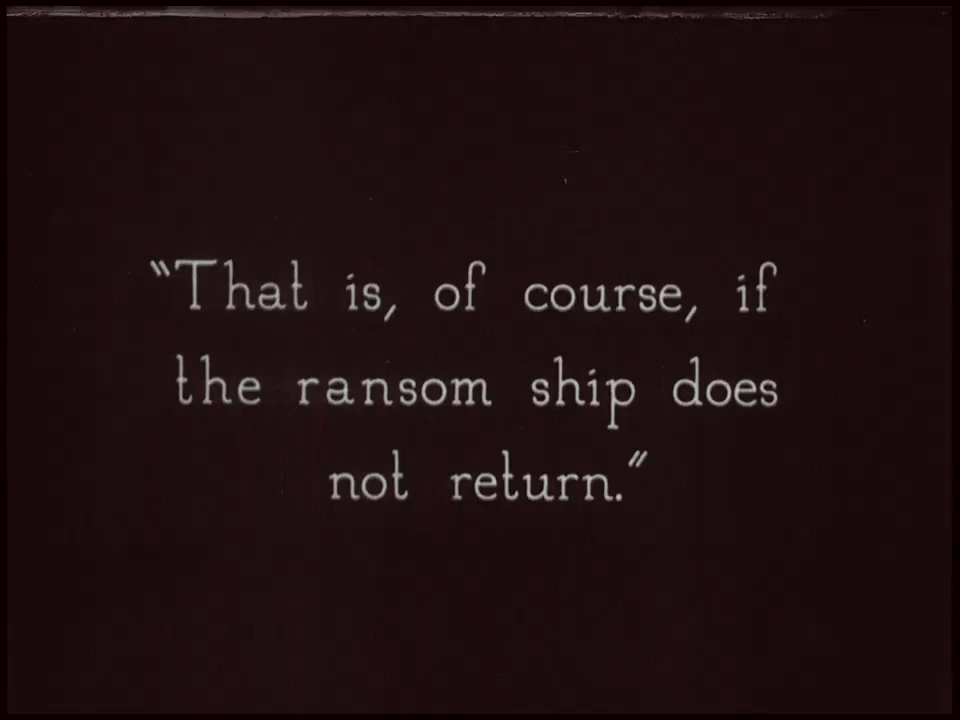 "That is, of course, if
the ransom ship does
not return."